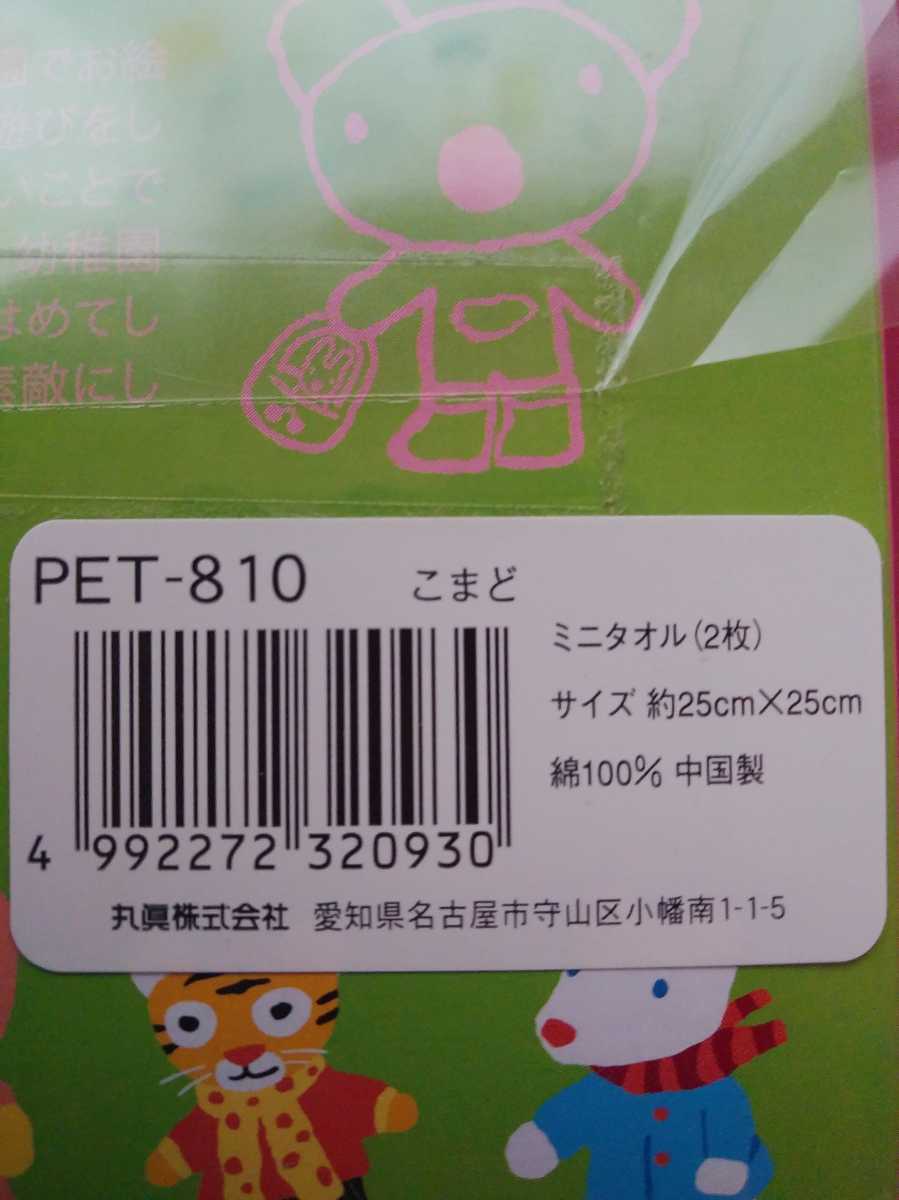 園でお絵
遊びをし
いことで
幼稚園
はめてし
素敵にし
PET-810 こまど
ミニタオル(2枚)
サイズ 約25cm×25cm
綿100% 中国製
4 992272 320930
丸眞株式会社 愛知県名古屋市守山区小幡南1-1-5